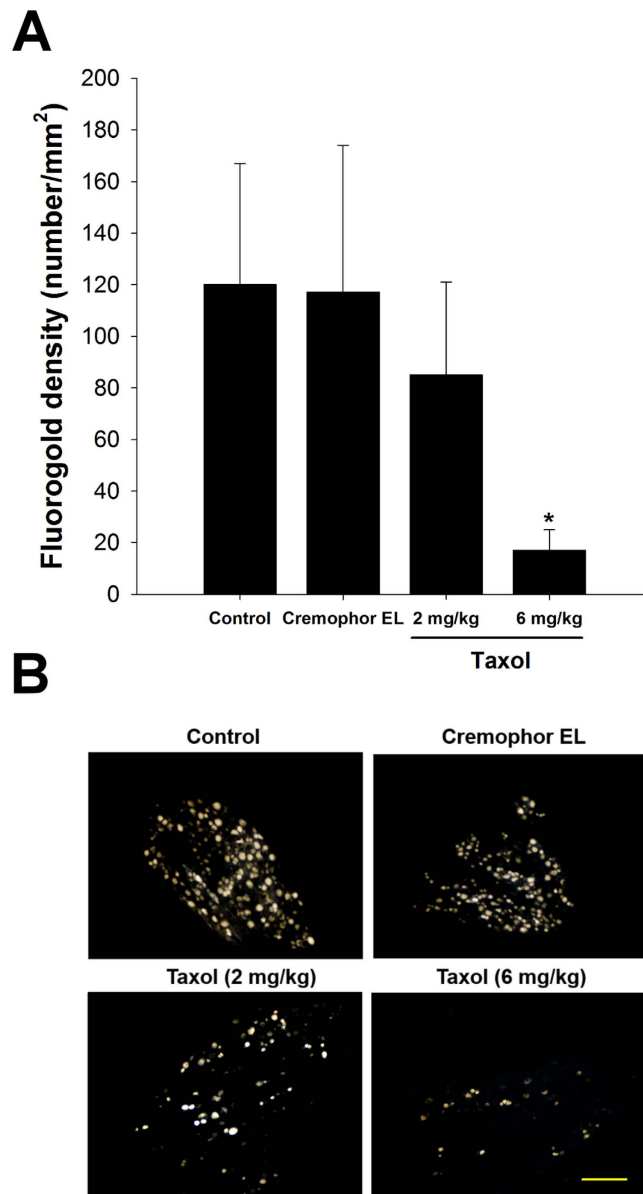 A
Fluorogold density (number/mm²)
200
180
160
140
120
100
80
60
40
20
0
*
Control Cremophor EL 2 mg/kg 6 mg/kg
Taxol
B
Control Cremophor EL
Taxol (2 mg/kg) Taxol (6 mg/kg)